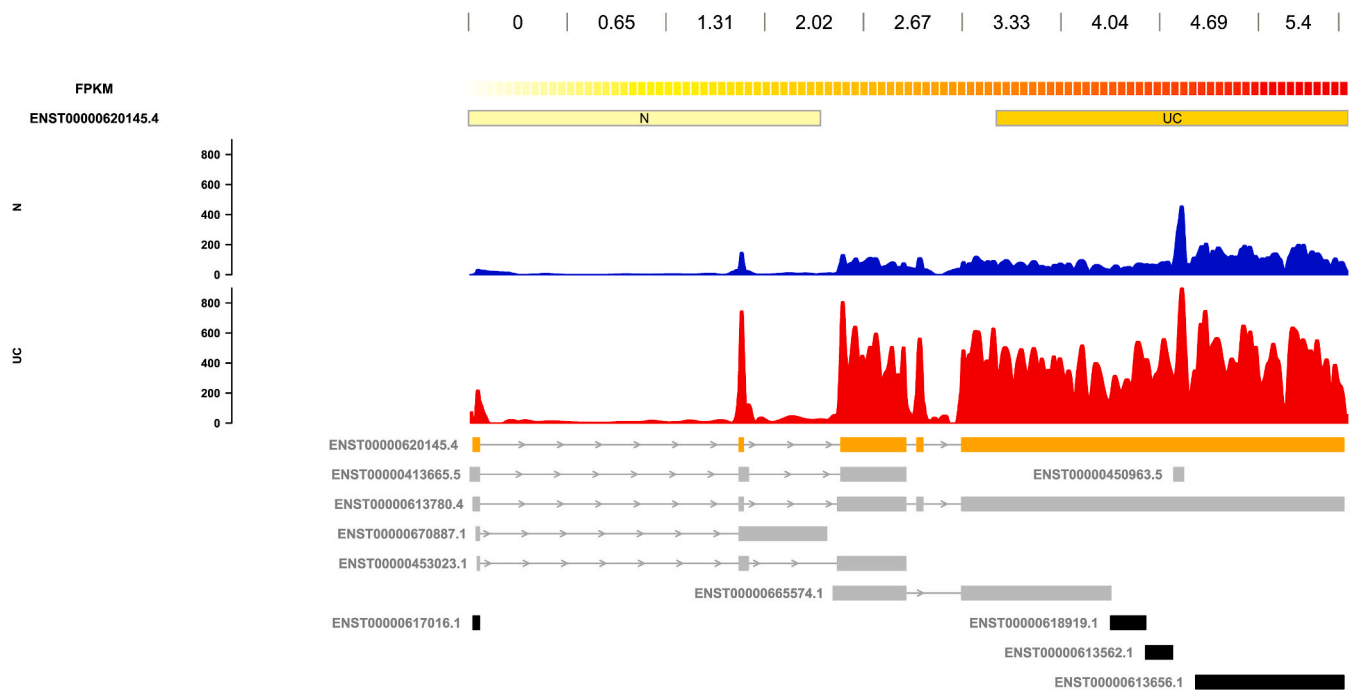 | 0 | 0.65 | 1.31 | 2.02 | 2.67 | 3.33 | 4.04 | 4.69 | 5.4 |
FPKM
ENST00000620145.4 N UC
N
800
600
400
200
0
UC
800
600
400
200
0
ENST00000620145.4
ENST00000413665.5 ENST00000450963.5
ENST00000613780.4
ENST00000670887.1
ENST00000453023.1
ENST00000665574.1
ENST00000617016.1 ENST00000618919.1
ENST00000613562.1
ENST00000613656.1